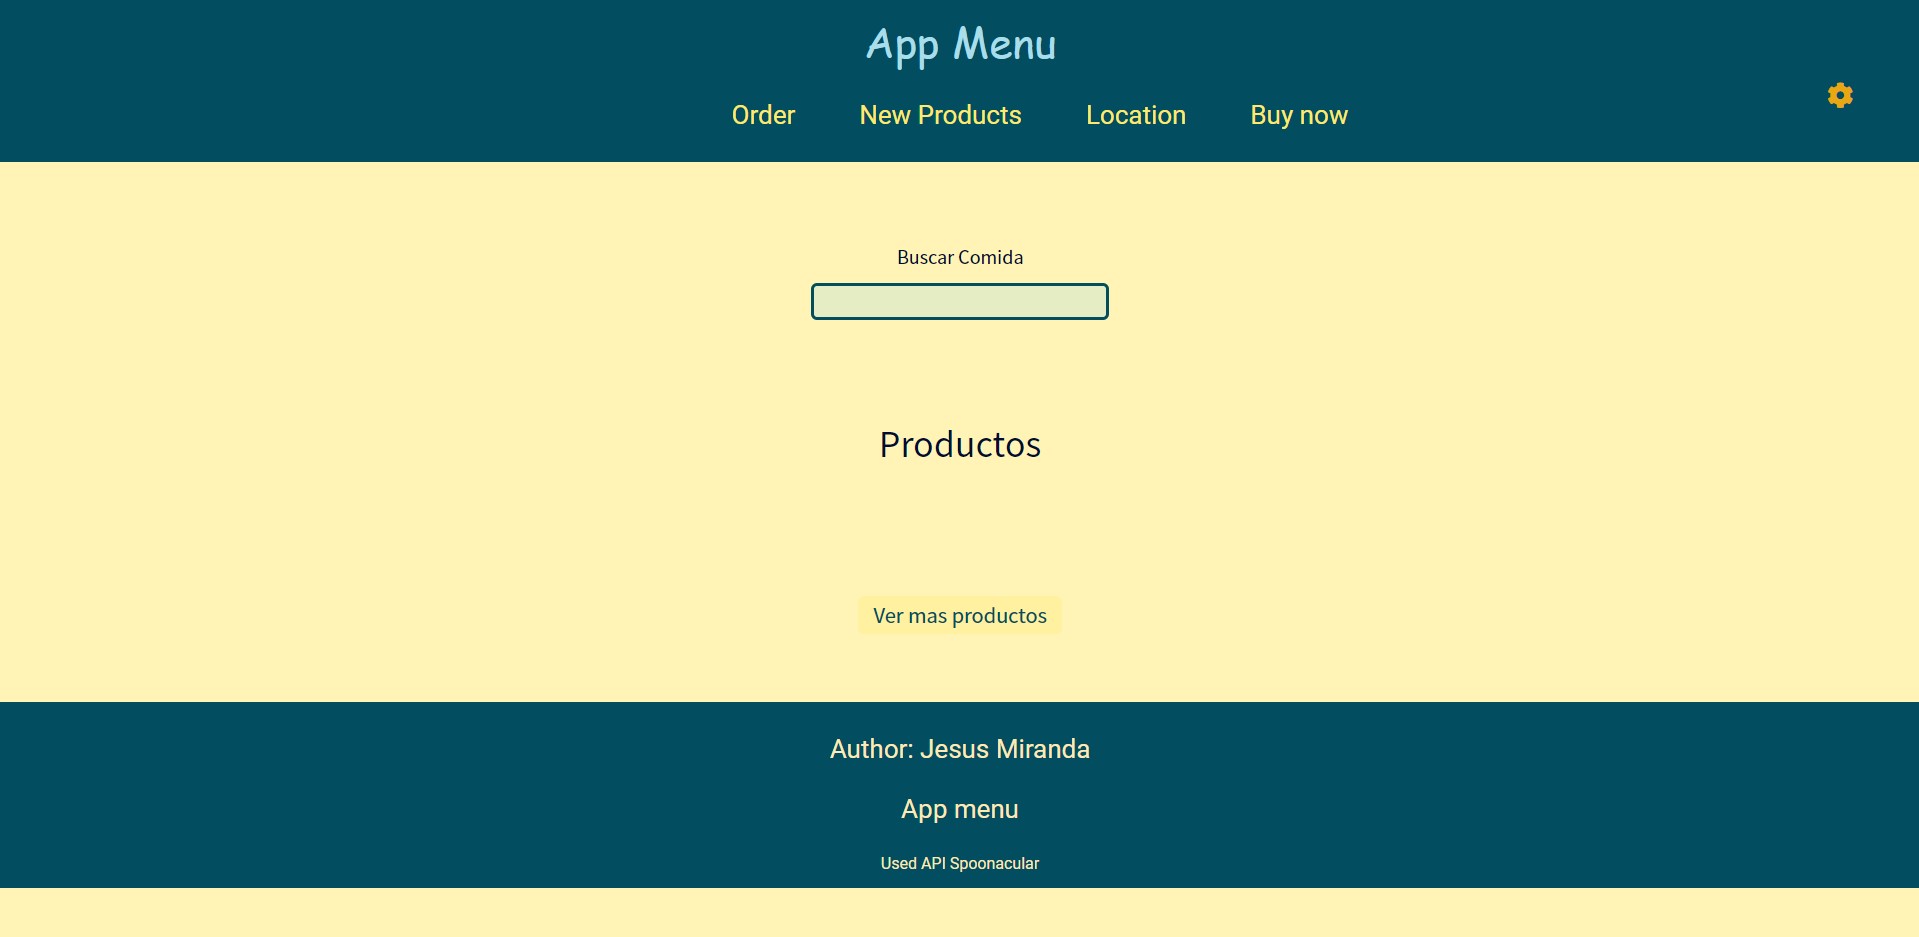 App Menu
Order New Products Location Buy now
Buscar Comida
Productos
Ver mas productos
Author: Jesus Miranda
App menu
Used API Spoonacular